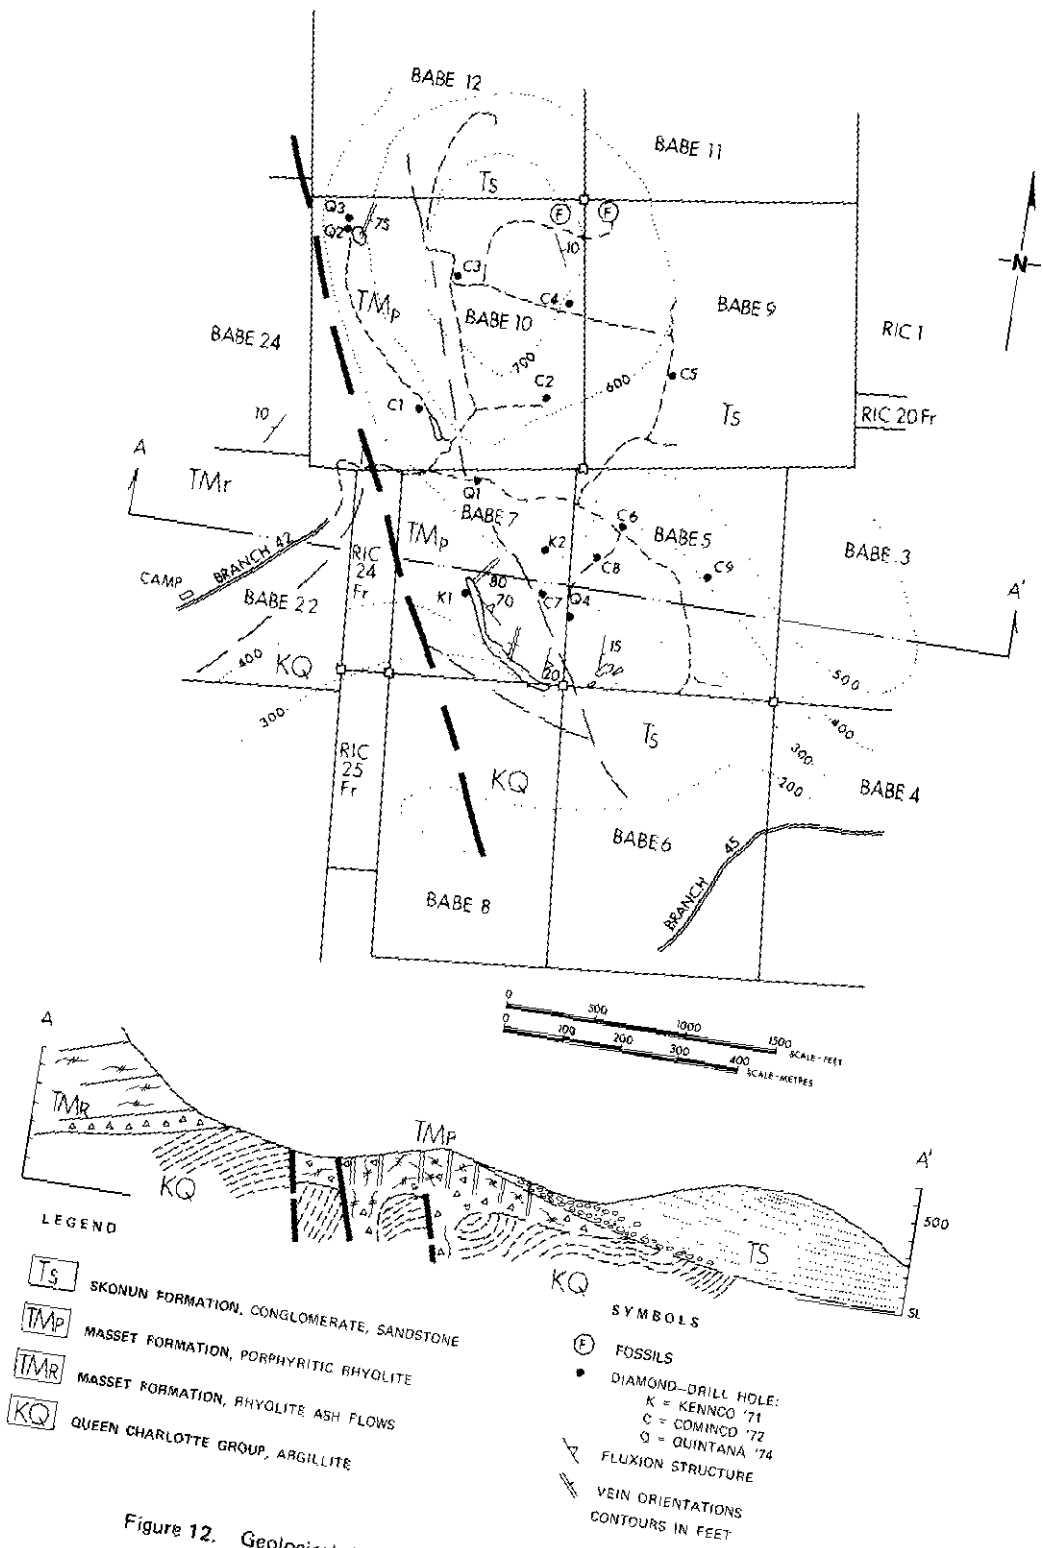 BABE 12
BABE 11
Ts
Q3
Q2
75
F
F
10
N
C3
C4
TMp
BABE 10
BABE 9
RIC 1
BABE 24
700
600
C5
C2
C1
Ts
RIC 20 Fr
10
A
TMr
Q1
BABE 7
TMp
C6
BABE 5
BABE 3
K2
C8
C9
BRANCH 42
CAMP
RIC
24
Fr
BABE 22
K1
80
70
C7
Q4
A'
KQ
400
15
20
500
300
Ts
400
RIC
25
Fr
KQ
300
200
BABE 4
BABE 6
BRANCH 45
BABE 8
0 500 1000 1500 SCALE-FEET
0 100 200 300 400 SCALE-METRES
A
TMR
TMP
A'
KQ
500
TS
KQ
SL
LEGEND
Ts SKONUN FORMATION, CONGLOMERATE, SANDSTONE
TMP MASSET FORMATION, PORPHYRITIC RHYOLITE
TMR MASSET FORMATION, RHYOLITE ASH FLOWS
KQ QUEEN CHARLOTTE GROUP, ARGILLITE
SYMBOLS
F FOSSILS
DIAMOND-DRILL HOLE:
K = KENNCO '71
C = COMINCO '72
Q = QUINTANA '74
FLUXION STRUCTURE
VEIN ORIENTATIONS
CONTOURS IN FEET
Figure 12.